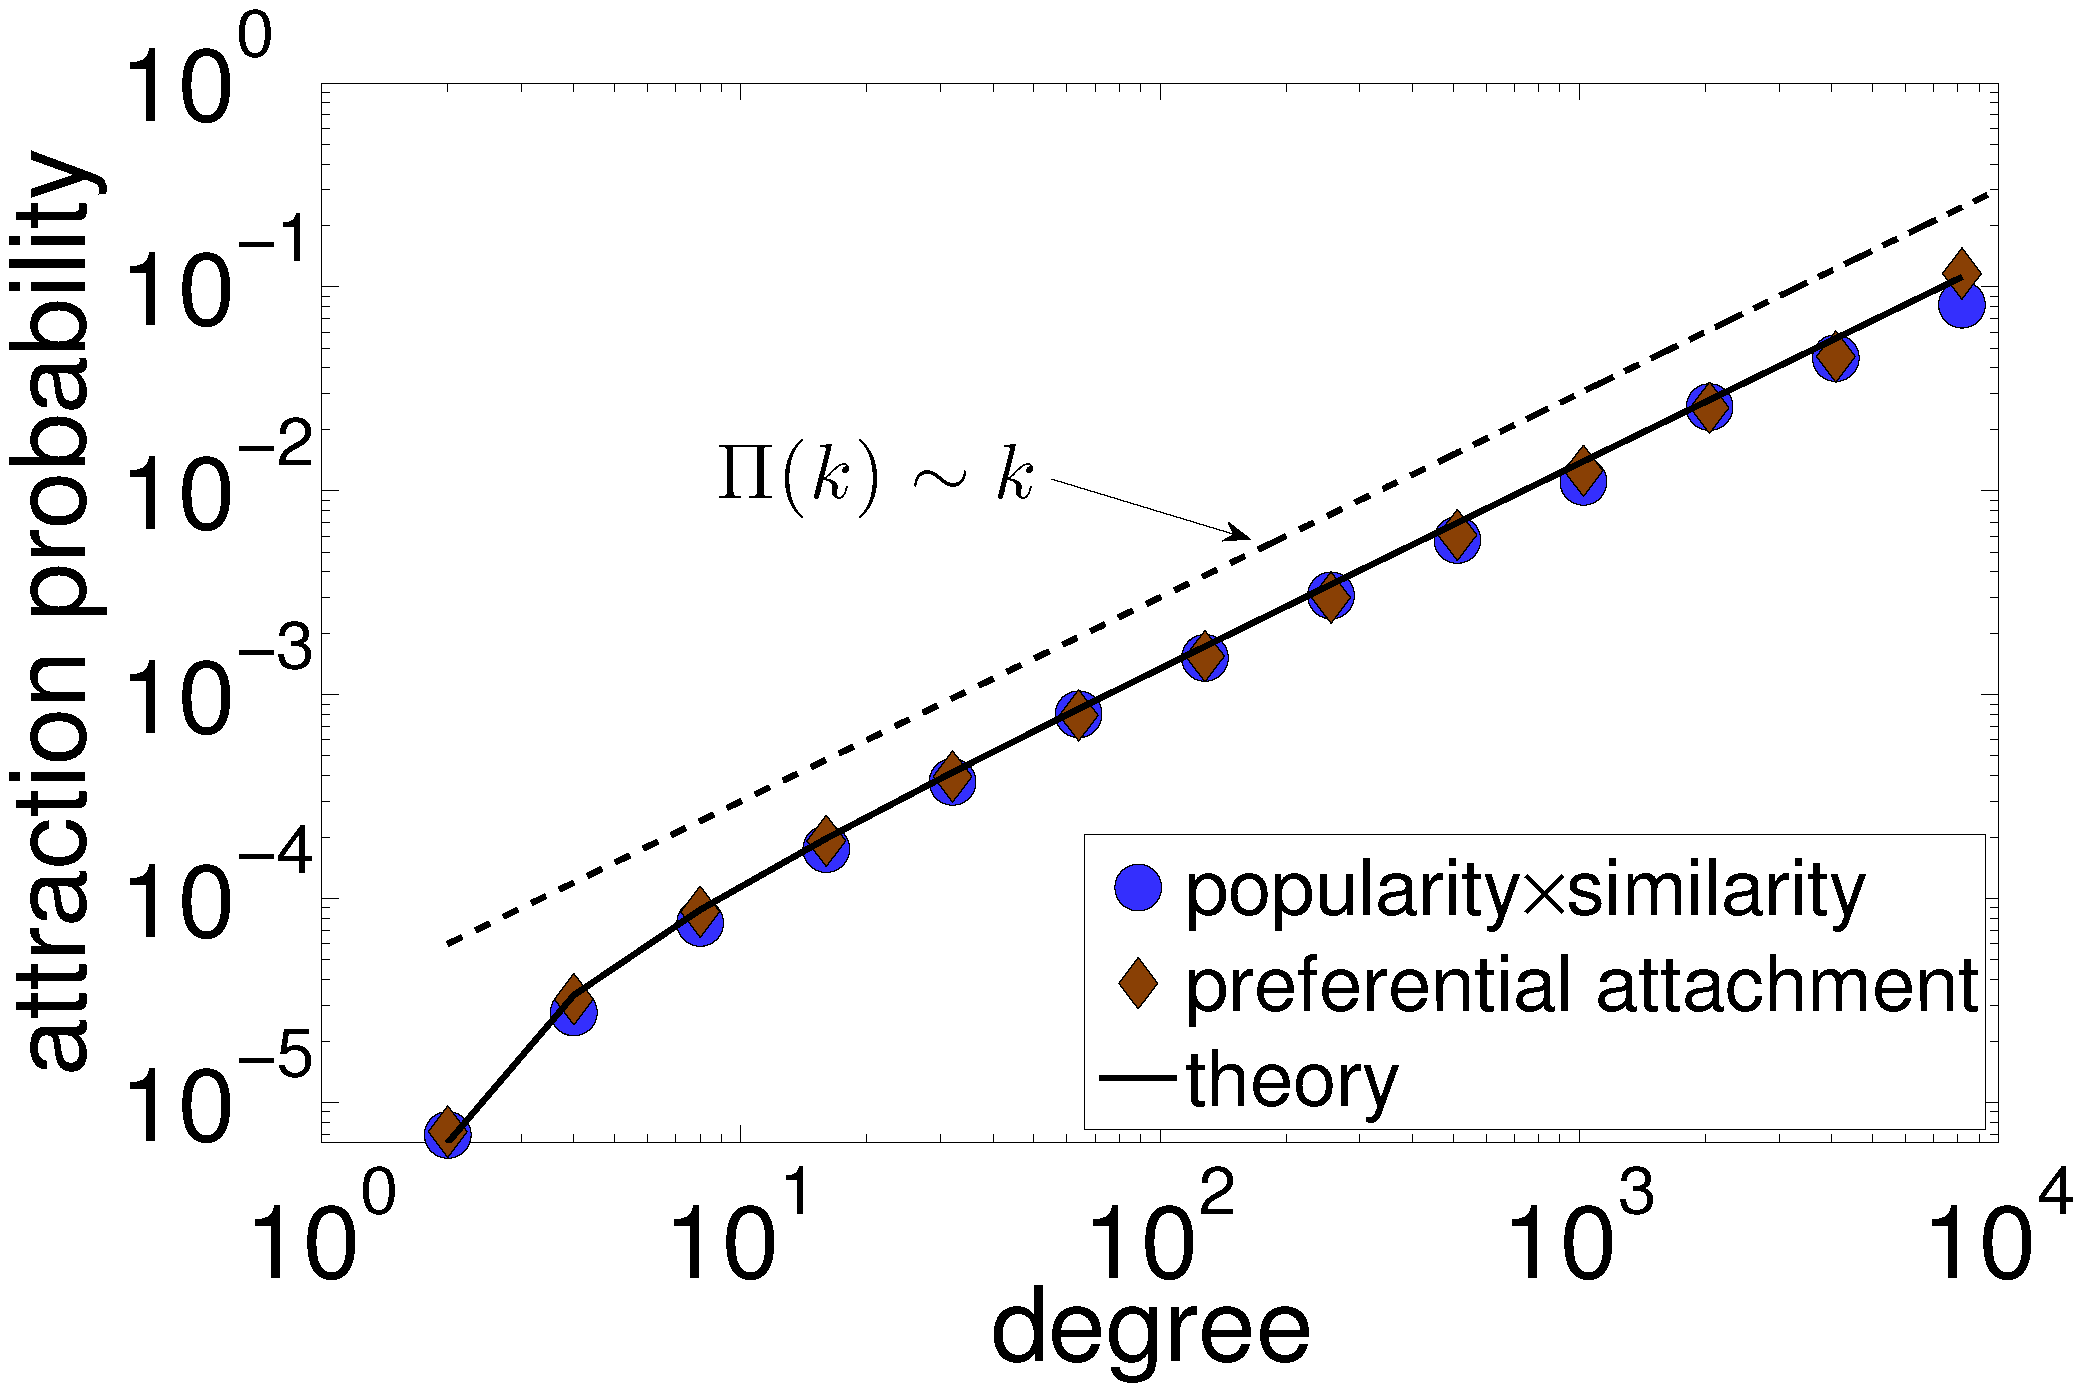 attraction probability
10^0
10^−1
10^−2
10^−3
10^−4
10^−5
Π(k) ∼ k
popularity×similarity
preferential attachment
theory
10^0 10^1 10^2 10^3 10^4
degree